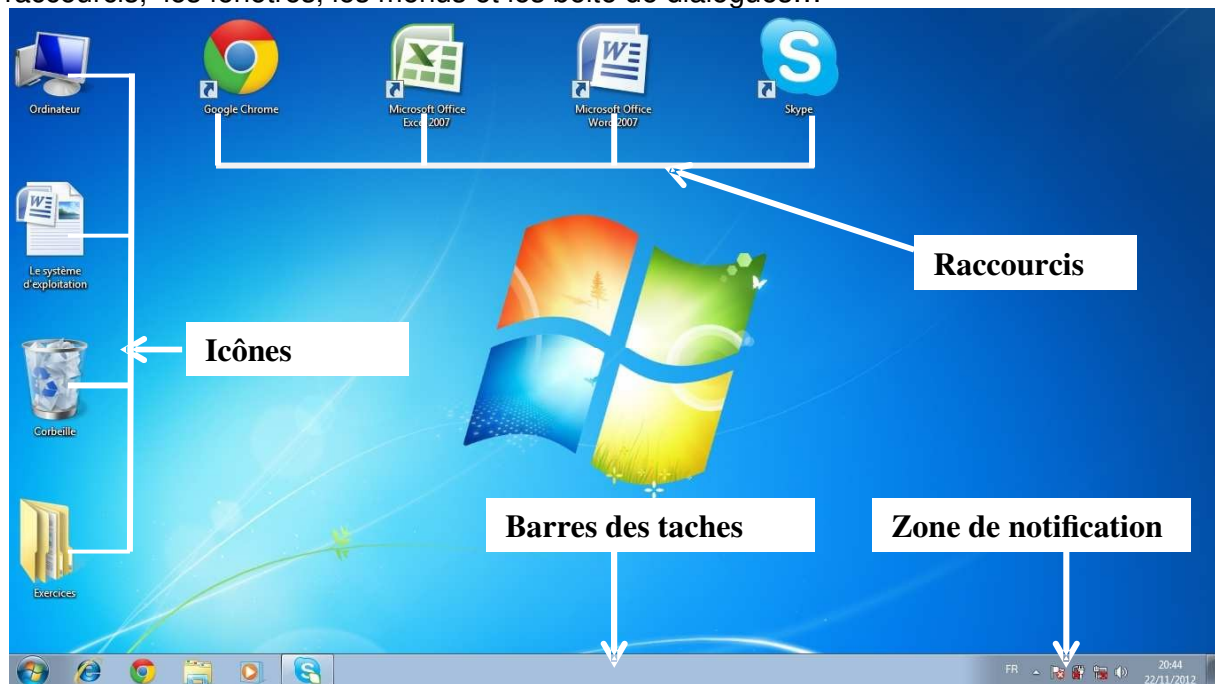 raccourcis, les fenêtres, les menus et les boite de dialogues…
Ordinateur
Google Chrome
Microsoft Office
Excel 2007
Microsoft Office
Word 2007
Skype
Raccourcis
Le système
d'exploitation
Icônes
Corbeille
Barres des taches
Zone de notification
Exercices
FR
20:44
22/11/2012